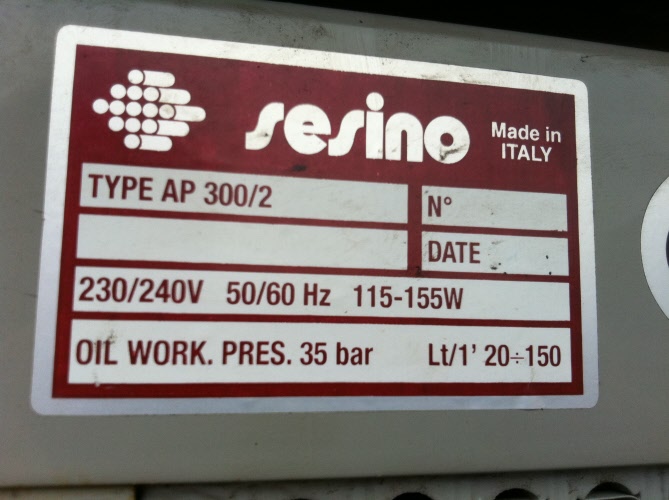 sesino
Made in
ITALY
TYPE AP 300/2
N°
DATE
230/240V 50/60 Hz 115-155W
OIL WORK. PRES. 35 bar Lt/1' 20÷150